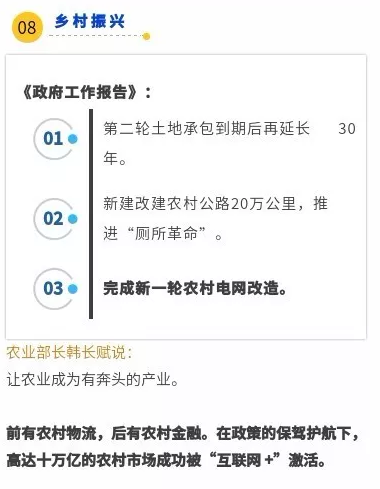 08 乡村振兴
《政府工作报告》：
01 第二轮土地承包到期后再延长 30
年。
02 新建改建农村公路20万公里，推
进“厕所革命”。
03 完成新一轮农村电网改造。
农业部长韩长赋说：
让农业成为有奔头的产业。
前有农村物流，后有农村金融。在政策的保驾护航下，
高达十万亿的农村市场成功被“互联网+”激活。